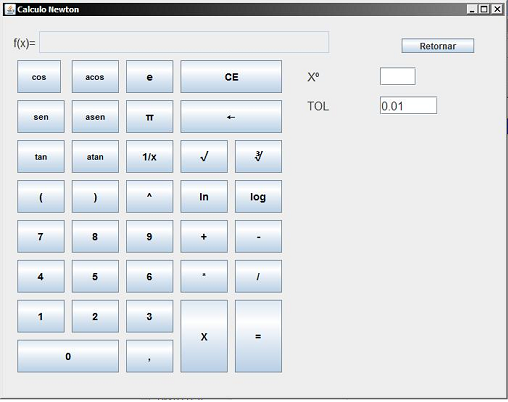 Calculo Newton
f(x)=
Retornar
cos acos e CE
sen asen π ←
tan atan 1/x √ ∛
( ) ^ ln log
7 8 9 + -
4 5 6 * /
1 2 3 X =
0 ,
Xº
TOL 0.01